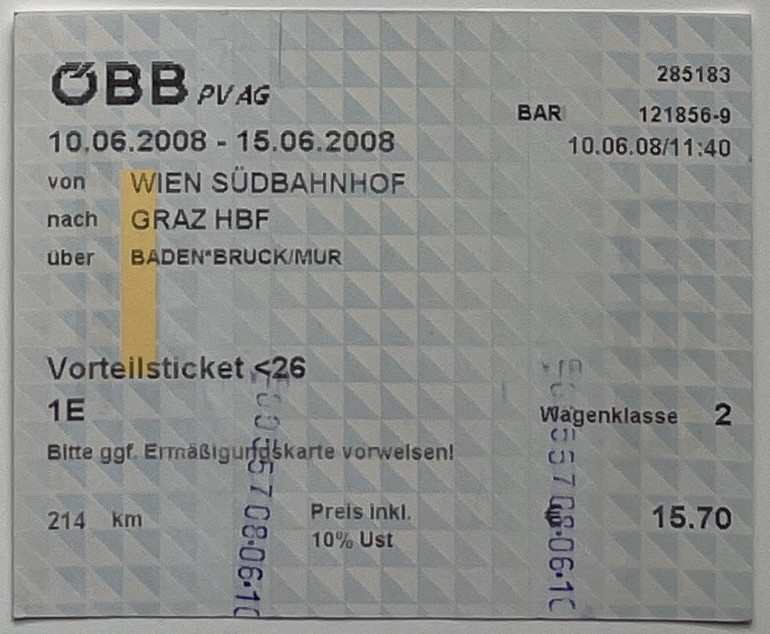 ÖBB PV AG
285183
BAR 121856-9
10.06.2008 - 15.06.2008
10.06.08/11:40
von WIEN SÜDBAHNHOF
nach GRAZ HBF
über BADEN*BRUCK/MUR
Vorteilsticket <26
1E
Wagenklasse 2
Bitte ggf. Ermäßigungskarte vorweisen!
214 km
Preis inkl.
10% Ust
€ 15.70